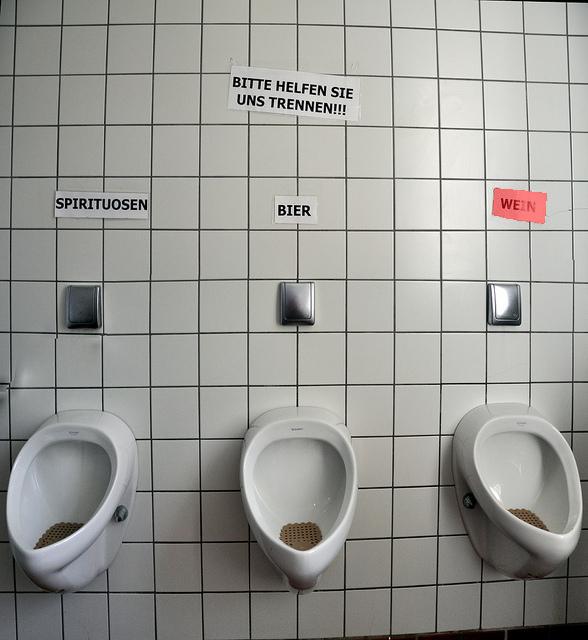 BITTE HELFEN SIE
UNS TRENNEN!!!
SPIRITUOSEN
BIER
WEIN